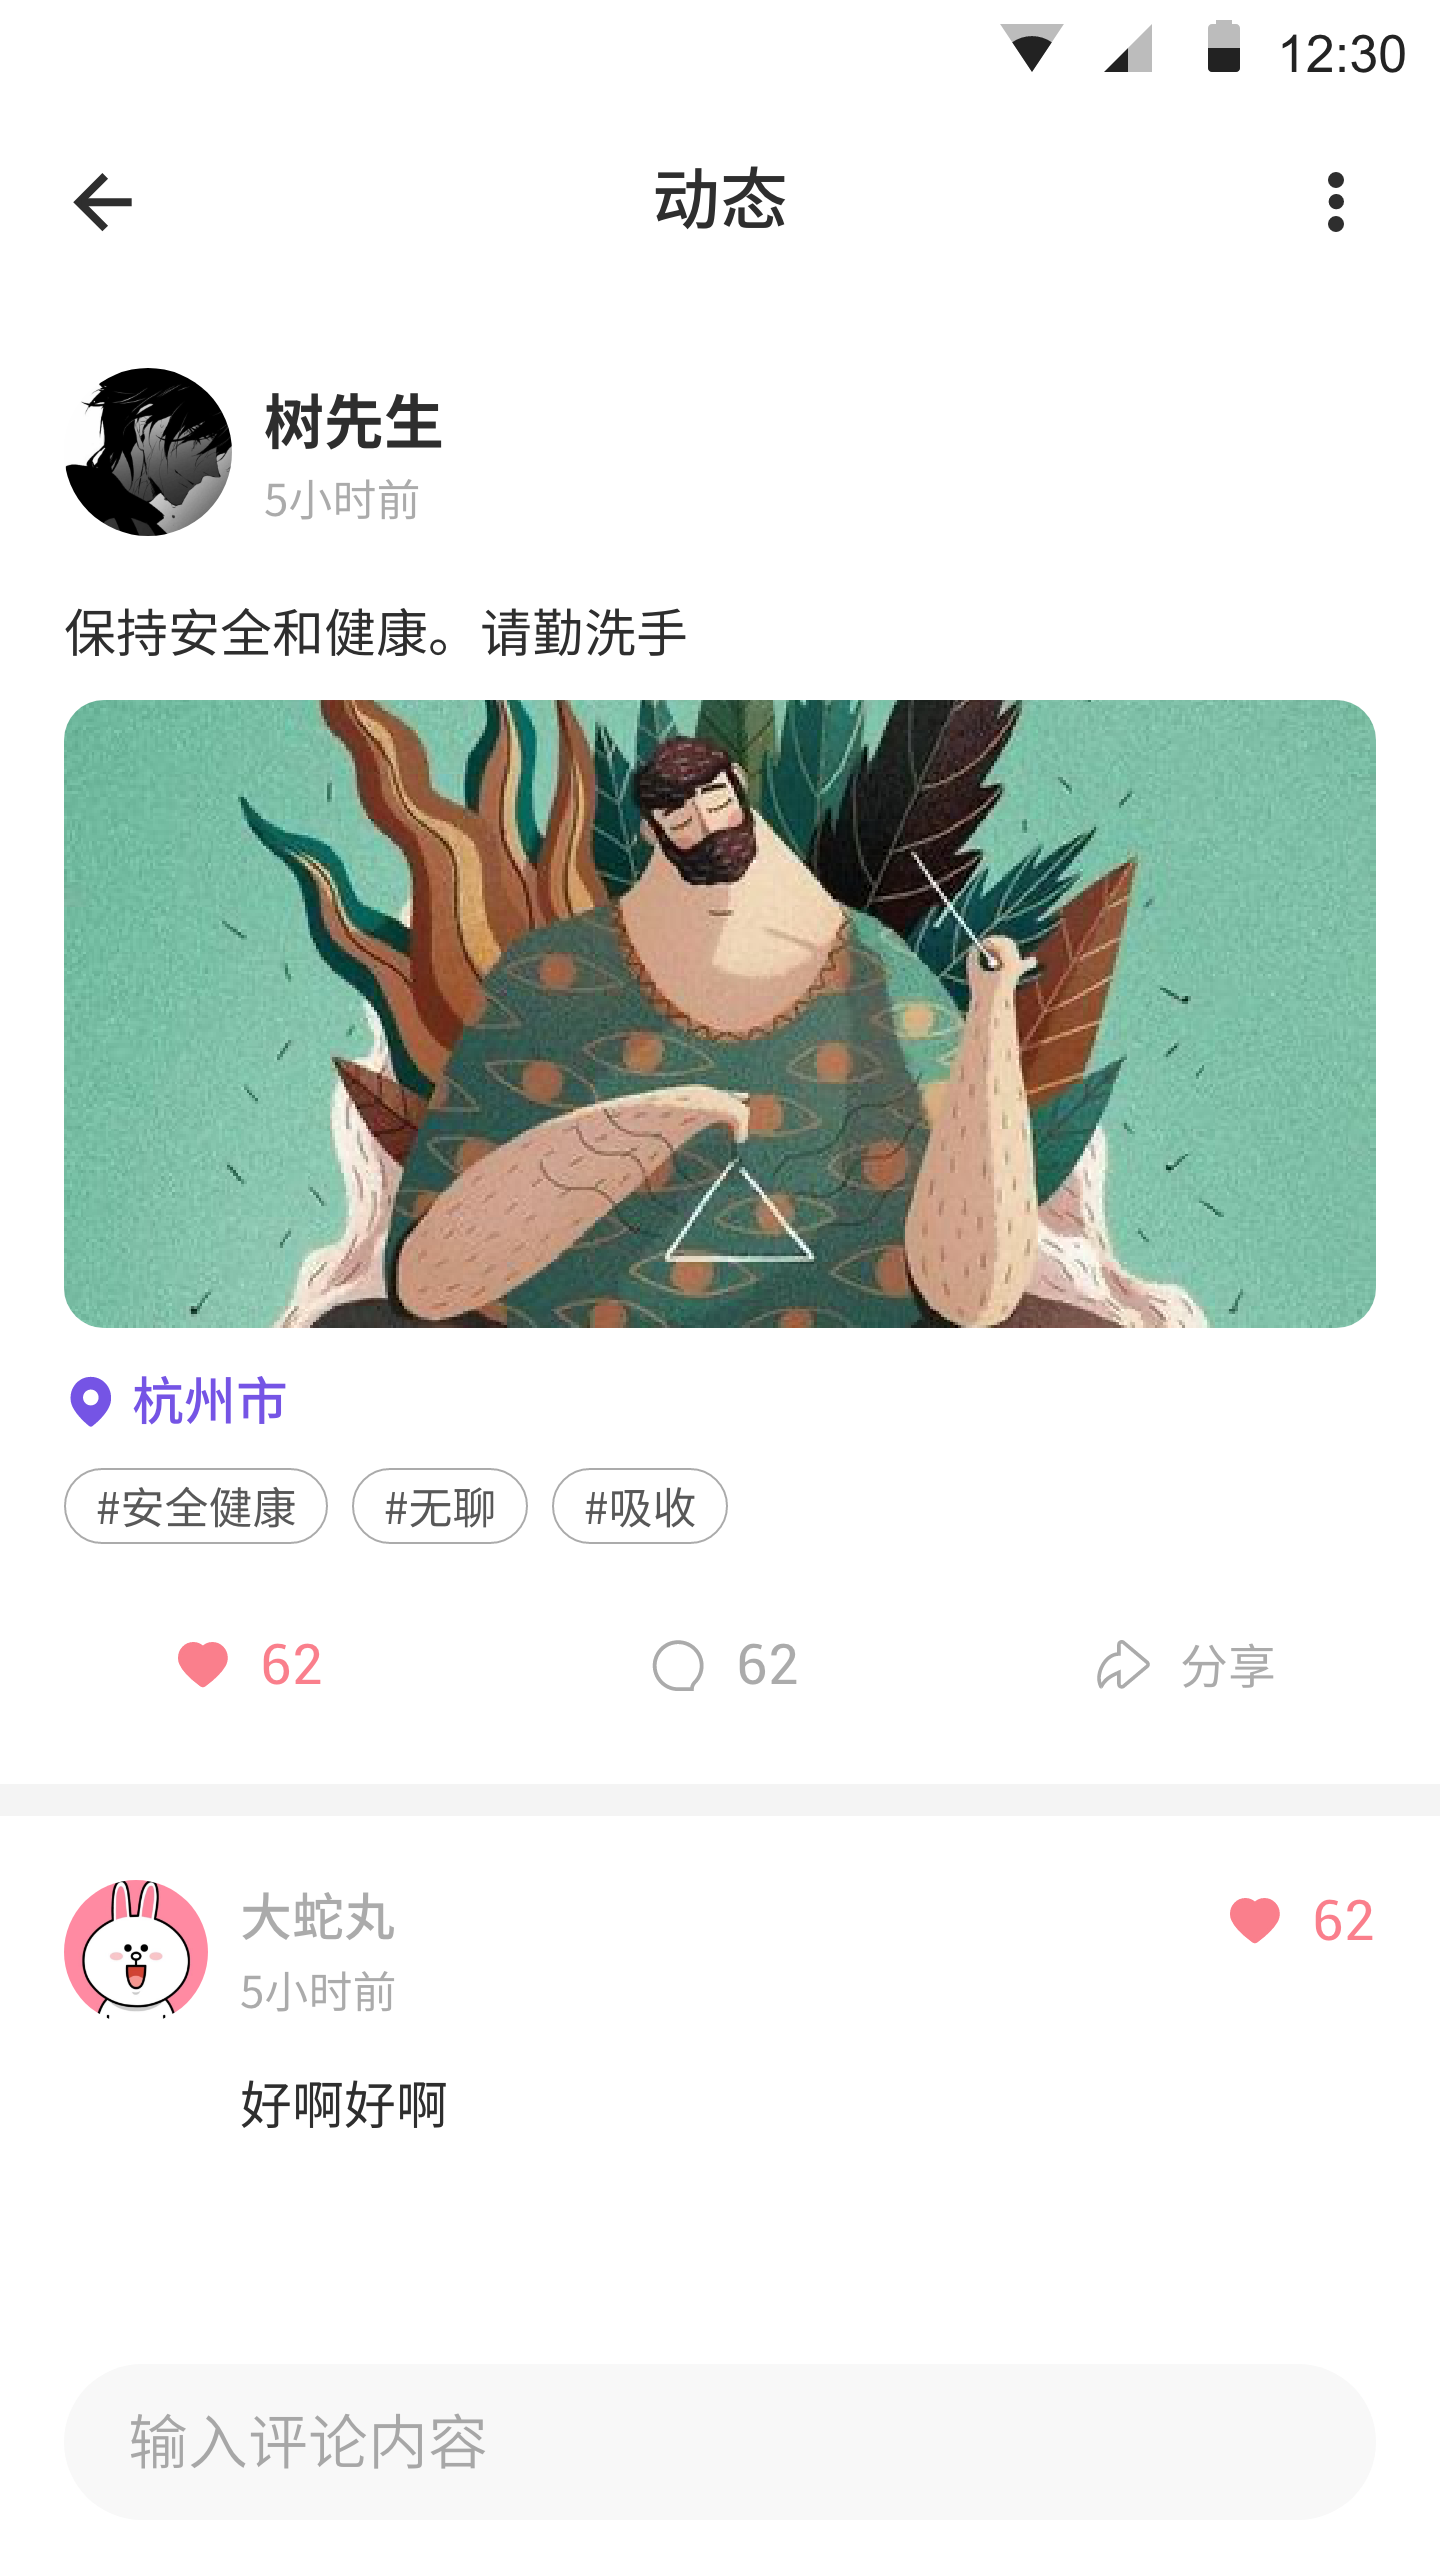 12:30
动态
树先生
5小时前
保持安全和健康。请勤洗手
杭州市
#安全健康 #无聊 #吸收
62 62 分享
大蛇丸 62
5小时前
好啊好啊
输入评论内容